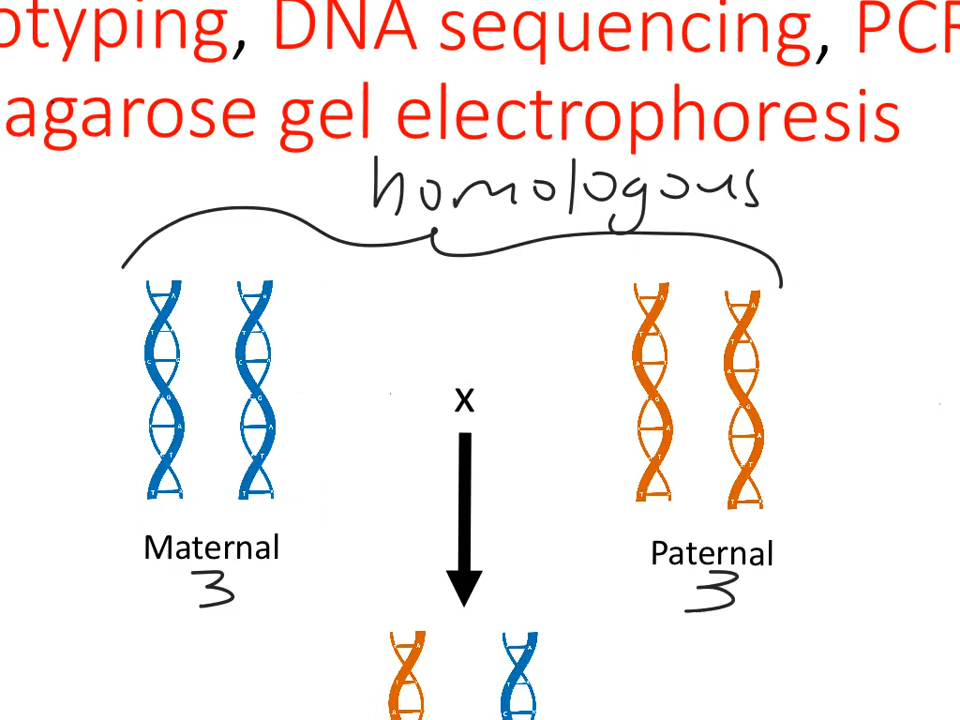 otyping, DNA sequencing, PCR
agarose gel electrophoresis
homologous
x
Maternal
Paternal
3
3